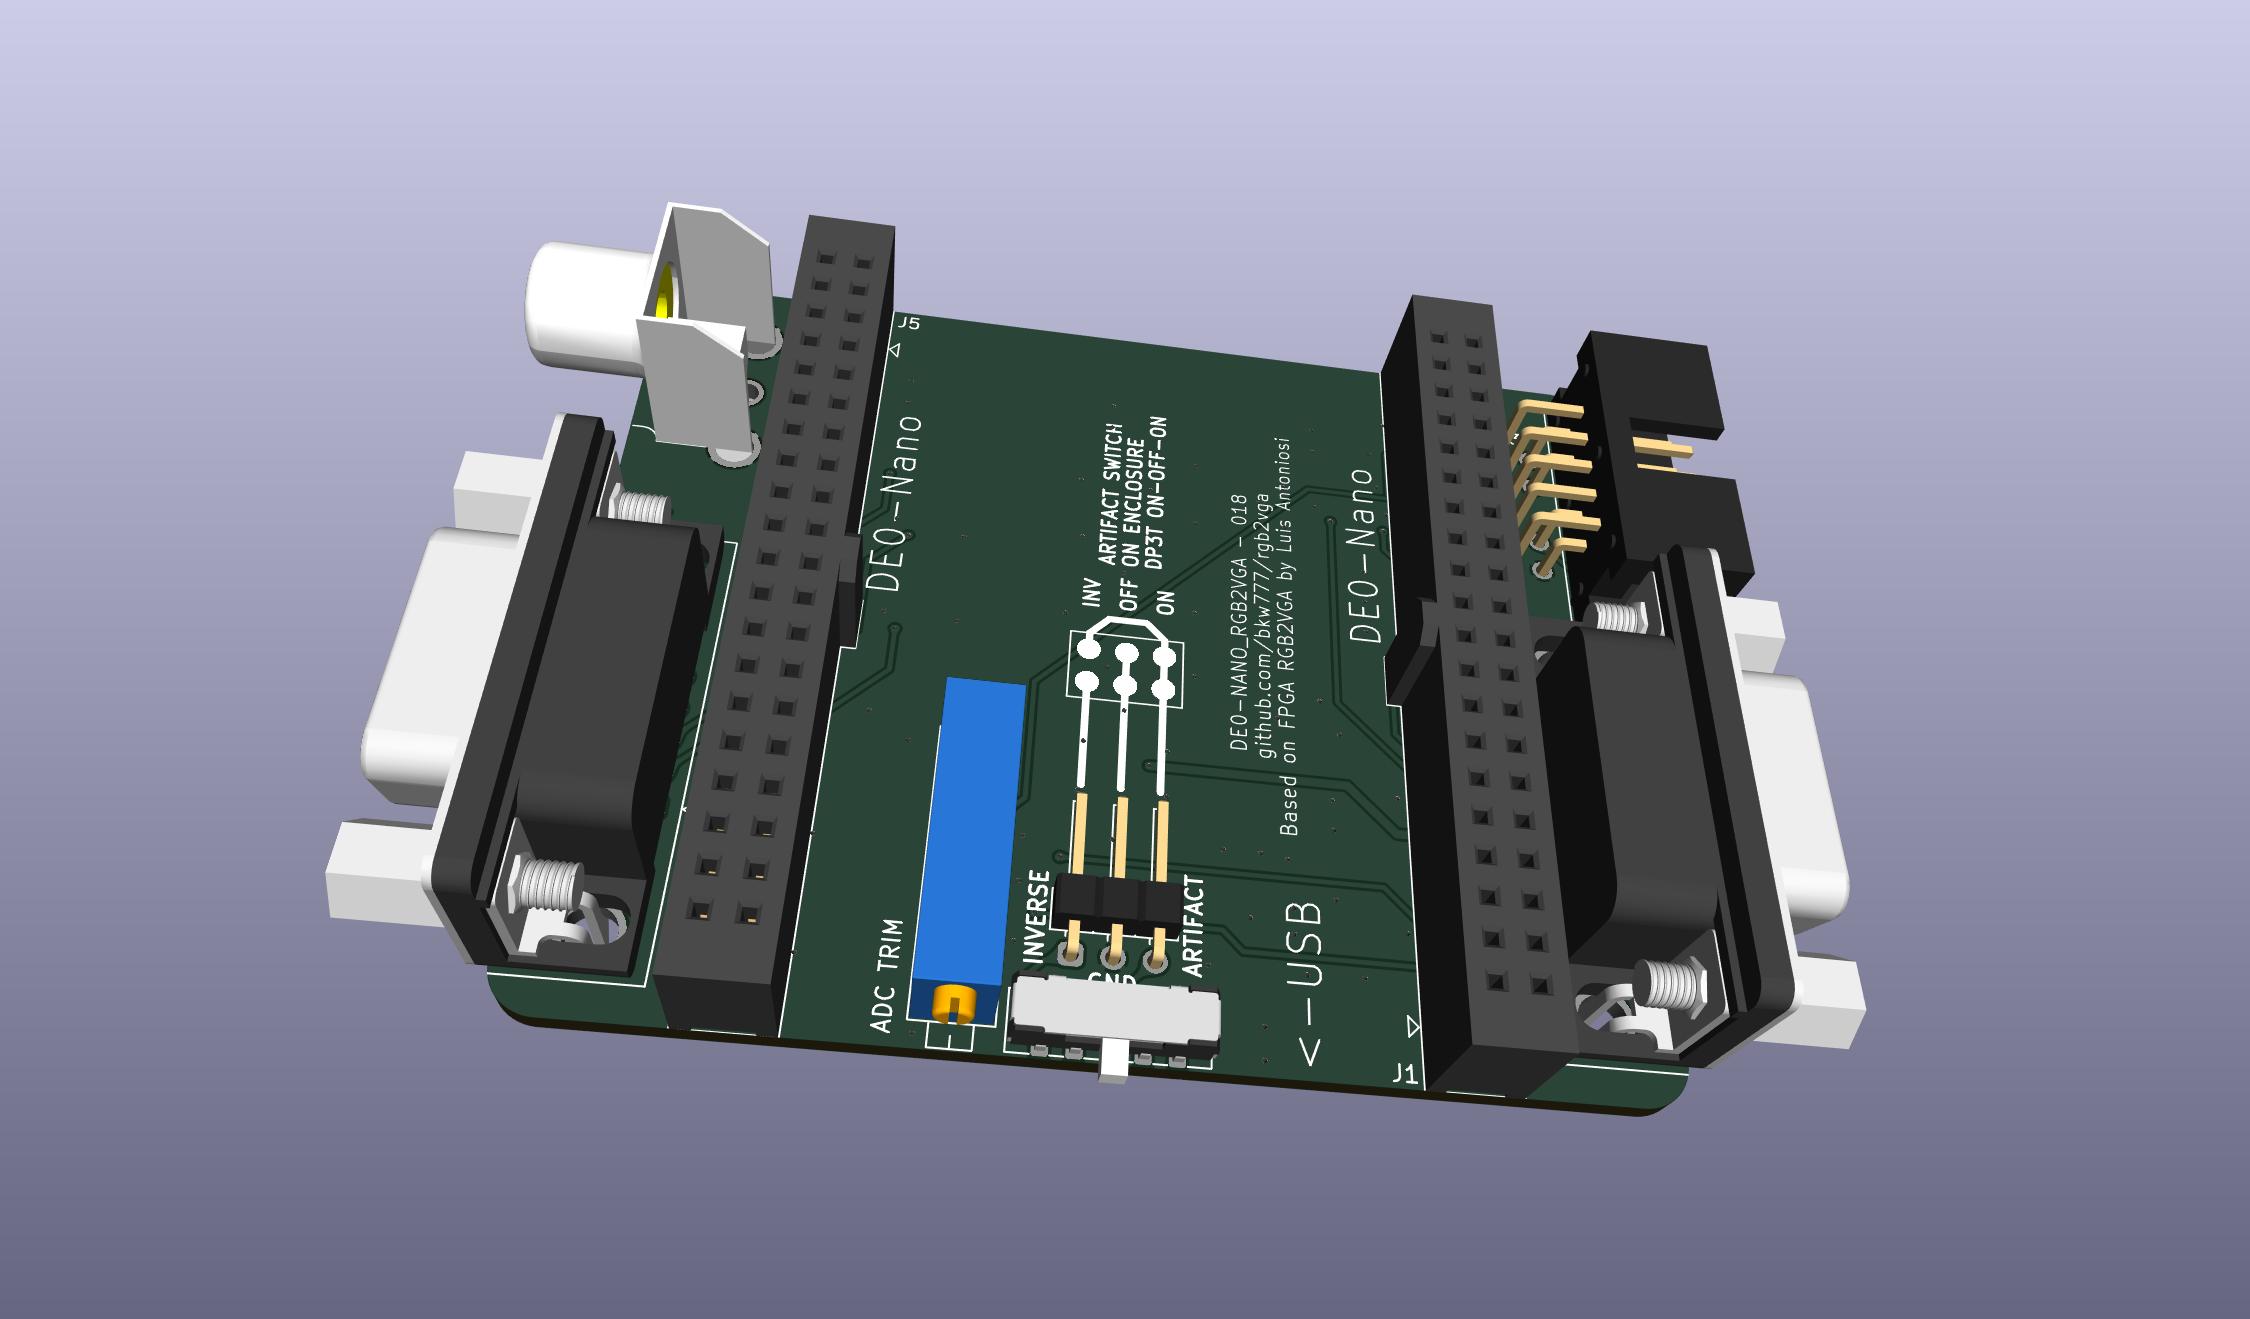 J5
DE0-Nano
ARTIFACT SWITCH
ON ENCLOSURE
DP3T ON-OFF-ON
INV
OFF
ON
DE0-NANO_RGB2VGA -018
github.com/bkw777/rgb2vga
Based on FPGA RGB2VGA by Luis Antoniosi
DE0-Nano
INVERSE
GND
ARTIFACT
ADC TRIM
<-USB
J1